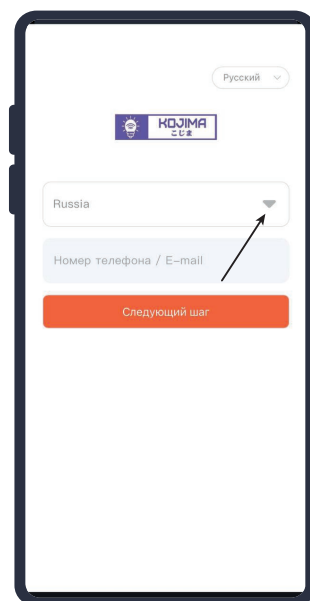 Русский
KOJIMA
こじま
Russia
Номер телефона / E-mail
Следующий шаг